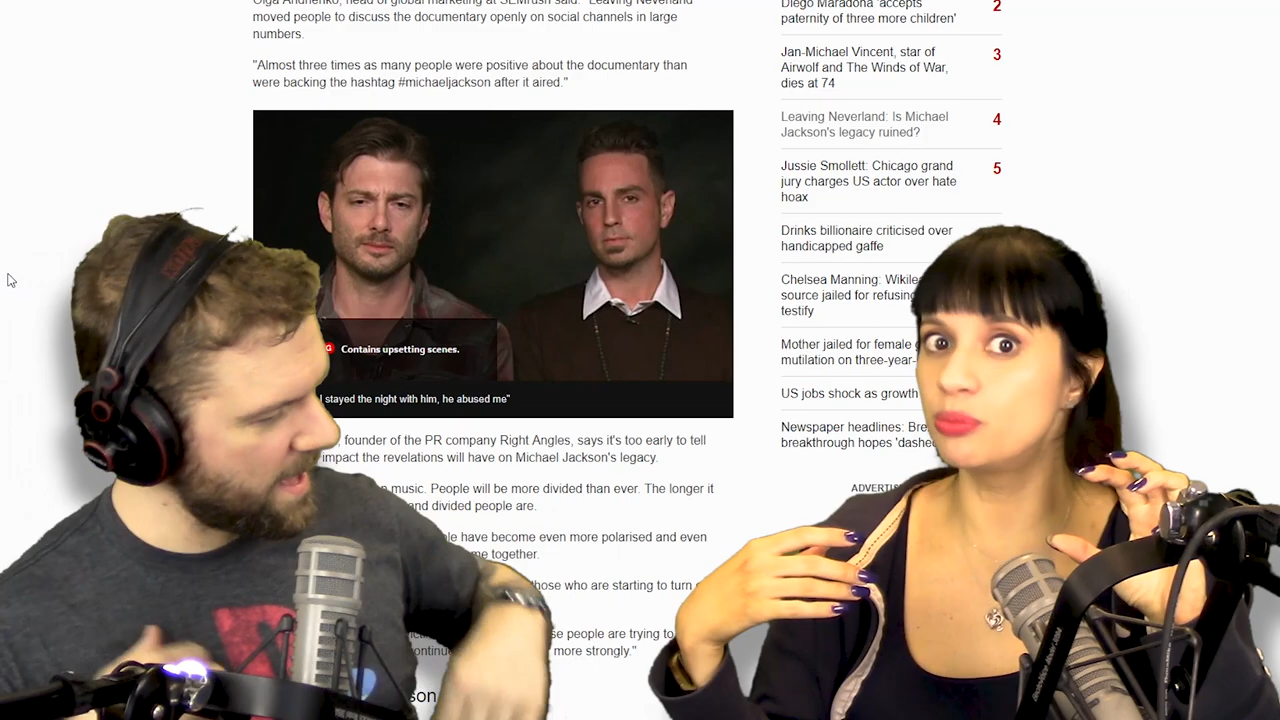 Olga Andrienko, head of global marketing at SEMrush said: "Leaving Neverland
moved people to discuss the documentary openly on social channels in large
numbers.
"Almost three times as many people were positive about the documentary than
were backing the hashtag #michaeljackson after it aired."
Contains upsetting scenes.
I stayed the night with him, he abused me"
, founder of the PR company Right Angles, says it's too early to tell
impact the revelations will have on Michael Jackson's legacy.
music. People will be more divided than ever. The longer it
and divided people are.
have become even more polarised and even
together.
those who are starting to turn
people are trying to
more strongly."
son
2
Diego Maradona 'accepts
paternity of three more children'
3
Jan-Michael Vincent, star of
Airwolf and The Winds of War,
dies at 74
4
Leaving Neverland: Is Michael
Jackson's legacy ruined?
5
Jussie Smollett: Chicago grand
jury charges US actor over hate
hoax
Drinks billionaire criticised over
handicapped gaffe
Chelsea Manning:
source jailed for refusing
testify
Mother jailed for female
mutilation on three-year-
US jobs shock as growth
Newspaper headlines:
breakthrough hopes 'dashed